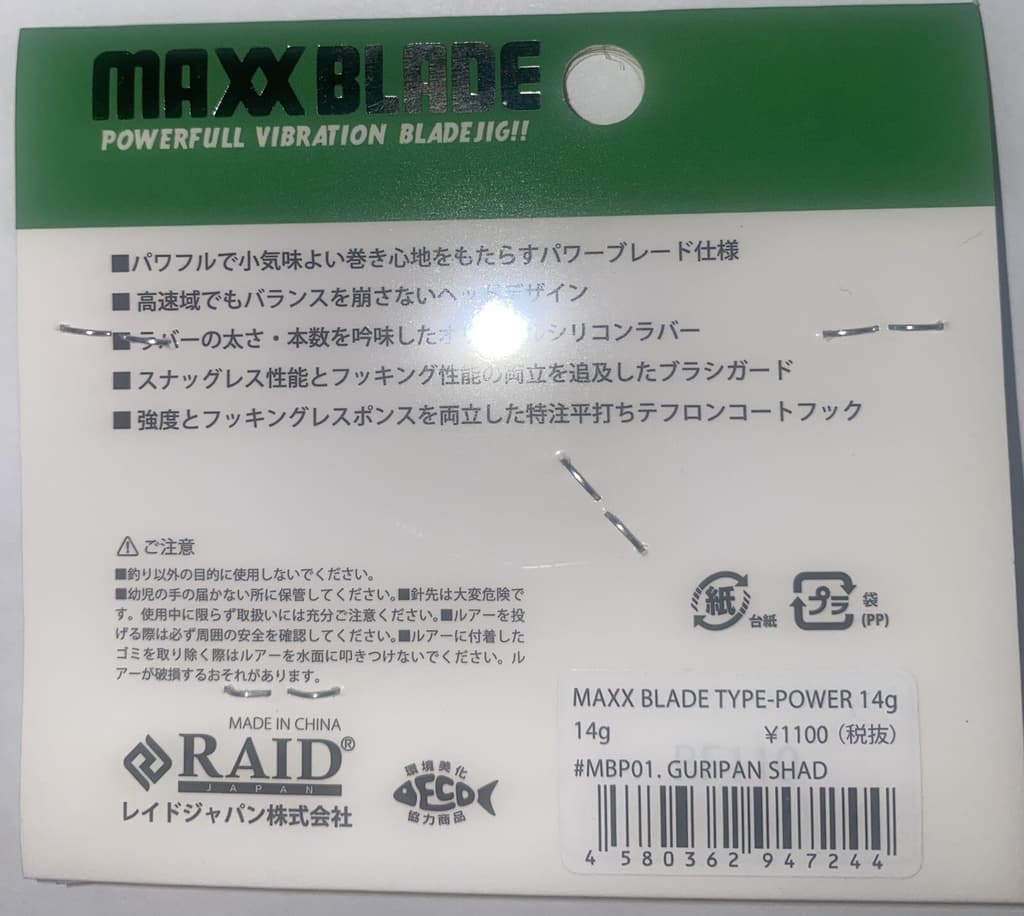 MAXX BLADE
POWERFULL VIBRATION BLADEJIG!!
■パワフルで小気味よい巻き心地をもたらすパワーブレード仕様
■ 高速域でもバランスを崩さないヘッドデザイン
■ ラバーの太さ・本数を吟味したオ ルシリコンラバー
■ スナッグレス性能とフッキング性能の両立を追及したブラシガード
■ 強度とフッキングレスポンスを両立した特注平打ちテフロンコートフック
⚠ ご注意
■釣り以外の目的に使用しないでください。
■幼児の手の届かない所に保管してください。■針先は大変危険で
す。使用中に限らず取扱いには充分ご注意ください。■ルアーを投
げる際は必ず周囲の安全を確認してください。■ルアーに付着した
ゴミを取り除く際はルアーを水面に叩きつけないでください。ル
アーが破損するおそれがあります。
紙 台紙
プラ 袋
(PP)
MADE IN CHINA
RAID®
JAPAN
レイドジャパン株式会社
環境美化
ECO
協力商品
MAXX BLADE TYPE-POWER 14g
14g ¥1100（税抜）
#MBP01. GURIPAN SHAD
4 580362 947244